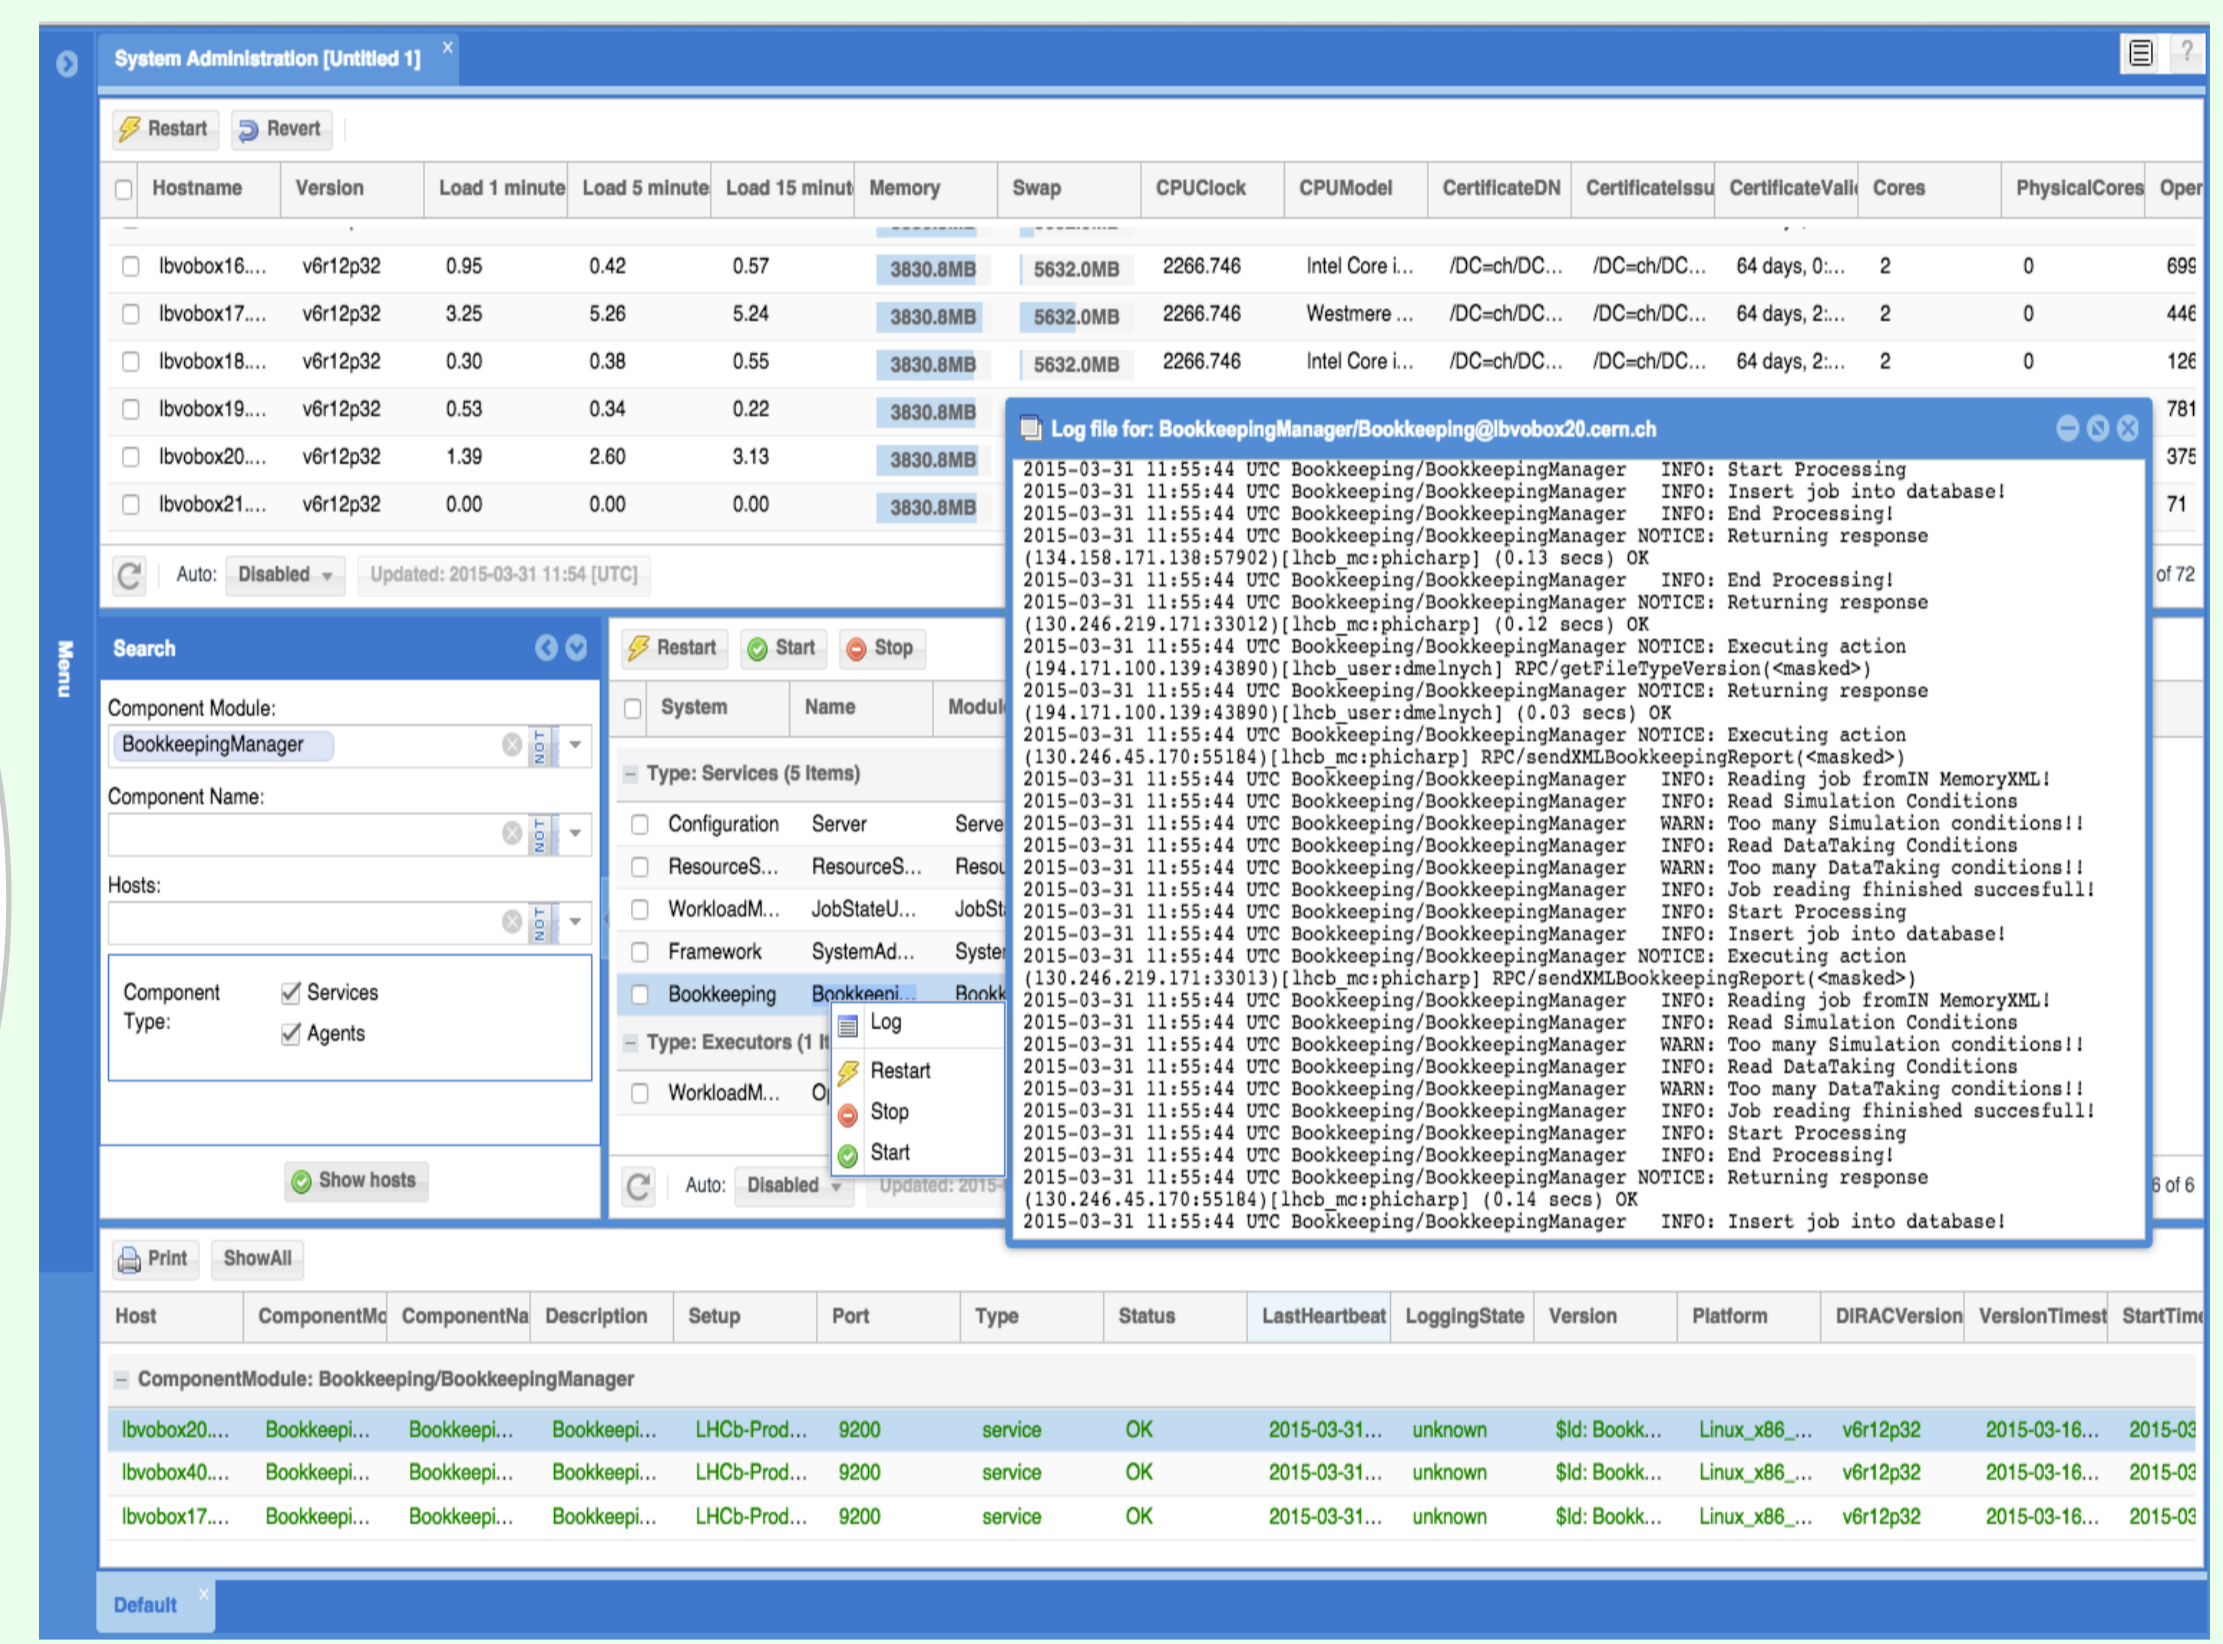 System Administration [Untitled 1]
Menu
Restart Revert
Hostname Version Load 1 minute Load 5 minute Load 15 minut Memory Swap CPUClock CPUModel CertificateDN CertificateIssu CertificateValid Cores PhysicalCores Oper
lbvobox16.... v6r12p32 0.95 0.42 0.57 3830.8MB 5632.0MB 2266.746 Intel Core i... /DC=ch/DC... /DC=ch/DC... 64 days, 0:... 2 0 699
lbvobox17.... v6r12p32 3.25 5.26 5.24 3830.8MB 5632.0MB 2266.746 Westmere ... /DC=ch/DC... /DC=ch/DC... 64 days, 2:... 2 0 446
lbvobox18.... v6r12p32 0.30 0.38 0.55 3830.8MB 5632.0MB 2266.746 Intel Core i... /DC=ch/DC... /DC=ch/DC... 64 days, 2:... 2 0 126
lbvobox19.... v6r12p32 0.53 0.34 0.22 3830.8MB 781
lbvobox20.... v6r12p32 1.39 2.60 3.13 3830.8MB 375
lbvobox21.... v6r12p32 0.00 0.00 0.00 3830.8MB 71
Auto: Disabled Updated: 2015-03-31 11:54 [UTC] of 72
Log file for: BookkeepingManager/Bookkeeping@lbvobox20.cern.ch
2015-03-31 11:55:44 UTC Bookkeeping/BookkeepingManager INFO: Start Processing
2015-03-31 11:55:44 UTC Bookkeeping/BookkeepingManager INFO: Insert job into database!
2015-03-31 11:55:44 UTC Bookkeeping/BookkeepingManager INFO: End Processing!
2015-03-31 11:55:44 UTC Bookkeeping/BookkeepingManager NOTICE: Returning response
(134.158.171.138:57902)[lhcb_mc:phicharp] (0.13 secs) OK
2015-03-31 11:55:44 UTC Bookkeeping/BookkeepingManager INFO: End Processing!
2015-03-31 11:55:44 UTC Bookkeeping/BookkeepingManager NOTICE: Returning response
(130.246.219.171:33012)[lhcb_mc:phicharp] (0.12 secs) OK
2015-03-31 11:55:44 UTC Bookkeeping/BookkeepingManager NOTICE: Executing action
(194.171.100.139:43890)[lhcb_user:dmelnych] RPC/getFileTypeVersion(<masked>)
2015-03-31 11:55:44 UTC Bookkeeping/BookkeepingManager NOTICE: Returning response
(194.171.100.139:43890)[lhcb_user:dmelnych] (0.03 secs) OK
2015-03-31 11:55:44 UTC Bookkeeping/BookkeepingManager NOTICE: Executing action
(130.246.45.170:55184)[lhcb_mc:phicharp] RPC/sendXMLBookkeepingReport(<masked>)
2015-03-31 11:55:44 UTC Bookkeeping/BookkeepingManager INFO: Reading job fromIN MemoryXML!
2015-03-31 11:55:44 UTC Bookkeeping/BookkeepingManager INFO: Read Simulation Conditions
2015-03-31 11:55:44 UTC Bookkeeping/BookkeepingManager WARN: Too many Simulation conditions!!
2015-03-31 11:55:44 UTC Bookkeeping/BookkeepingManager INFO: Read DataTaking Conditions
2015-03-31 11:55:44 UTC Bookkeeping/BookkeepingManager WARN: Too many DataTaking conditions!!
2015-03-31 11:55:44 UTC Bookkeeping/BookkeepingManager INFO: Job reading fhinished succesfull!
2015-03-31 11:55:44 UTC Bookkeeping/BookkeepingManager INFO: Start Processing
2015-03-31 11:55:44 UTC Bookkeeping/BookkeepingManager INFO: Insert job into database!
2015-03-31 11:55:44 UTC Bookkeeping/BookkeepingManager NOTICE: Executing action
(130.246.219.171:33013)[lhcb_mc:phicharp] RPC/sendXMLBookkeepingReport(<masked>)
2015-03-31 11:55:44 UTC Bookkeeping/BookkeepingManager INFO: Reading job fromIN MemoryXML!
2015-03-31 11:55:44 UTC Bookkeeping/BookkeepingManager INFO: Read Simulation Conditions
2015-03-31 11:55:44 UTC Bookkeeping/BookkeepingManager WARN: Too many Simulation conditions!!
2015-03-31 11:55:44 UTC Bookkeeping/BookkeepingManager INFO: Read DataTaking Conditions
2015-03-31 11:55:44 UTC Bookkeeping/BookkeepingManager WARN: Too many DataTaking conditions!!
2015-03-31 11:55:44 UTC Bookkeeping/BookkeepingManager INFO: Job reading fhinished succesfull!
2015-03-31 11:55:44 UTC Bookkeeping/BookkeepingManager INFO: Start Processing
2015-03-31 11:55:44 UTC Bookkeeping/BookkeepingManager INFO: End Processing!
2015-03-31 11:55:44 UTC Bookkeeping/BookkeepingManager NOTICE: Returning response
(130.246.45.170:55184)[lhcb_mc:phicharp] (0.14 secs) OK
2015-03-31 11:55:44 UTC Bookkeeping/BookkeepingManager INFO: Insert job into database!
Search
Component Module:
BookkeepingManager NOT
Component Name:
NOT
Hosts:
NOT
Component Type: Services
Agents
Show hosts
Restart Start Stop
System Name Modul
Type: Services (5 Items)
Configuration Server Serve
ResourceS... ResourceS... Resou
WorkloadM... JobStateU... JobSt
Framework SystemAd... Syste
Bookkeeping Bookkeepi... Bookk
Type: Executors (1 It
WorkloadM...
Log
Restart
Stop
Start
Auto: Disabled Updated: 2015- 6 of 6
Print ShowAll
Host ComponentMo ComponentNa Description Setup Port Type Status LastHeartbeat LoggingState Version Platform DIRACVersion VersionTimest StartTime
ComponentModule: Bookkeeping/BookkeepingManager
lbvobox20.... Bookkeepi... Bookkeepi... Bookkeepi... LHCb-Prod... 9200 service OK 2015-03-31... unknown $Id: Bookk... Linux_x86_... v6r12p32 2015-03-16... 2015-03
lbvobox40.... Bookkeepi... Bookkeepi... Bookkeepi... LHCb-Prod... 9200 service OK 2015-03-31... unknown $Id: Bookk... Linux_x86_... v6r12p32 2015-03-16... 2015-03
lbvobox17.... Bookkeepi... Bookkeepi... Bookkeepi... LHCb-Prod... 9200 service OK 2015-03-31... unknown $Id: Bookk... Linux_x86_... v6r12p32 2015-03-16... 2015-03
Default